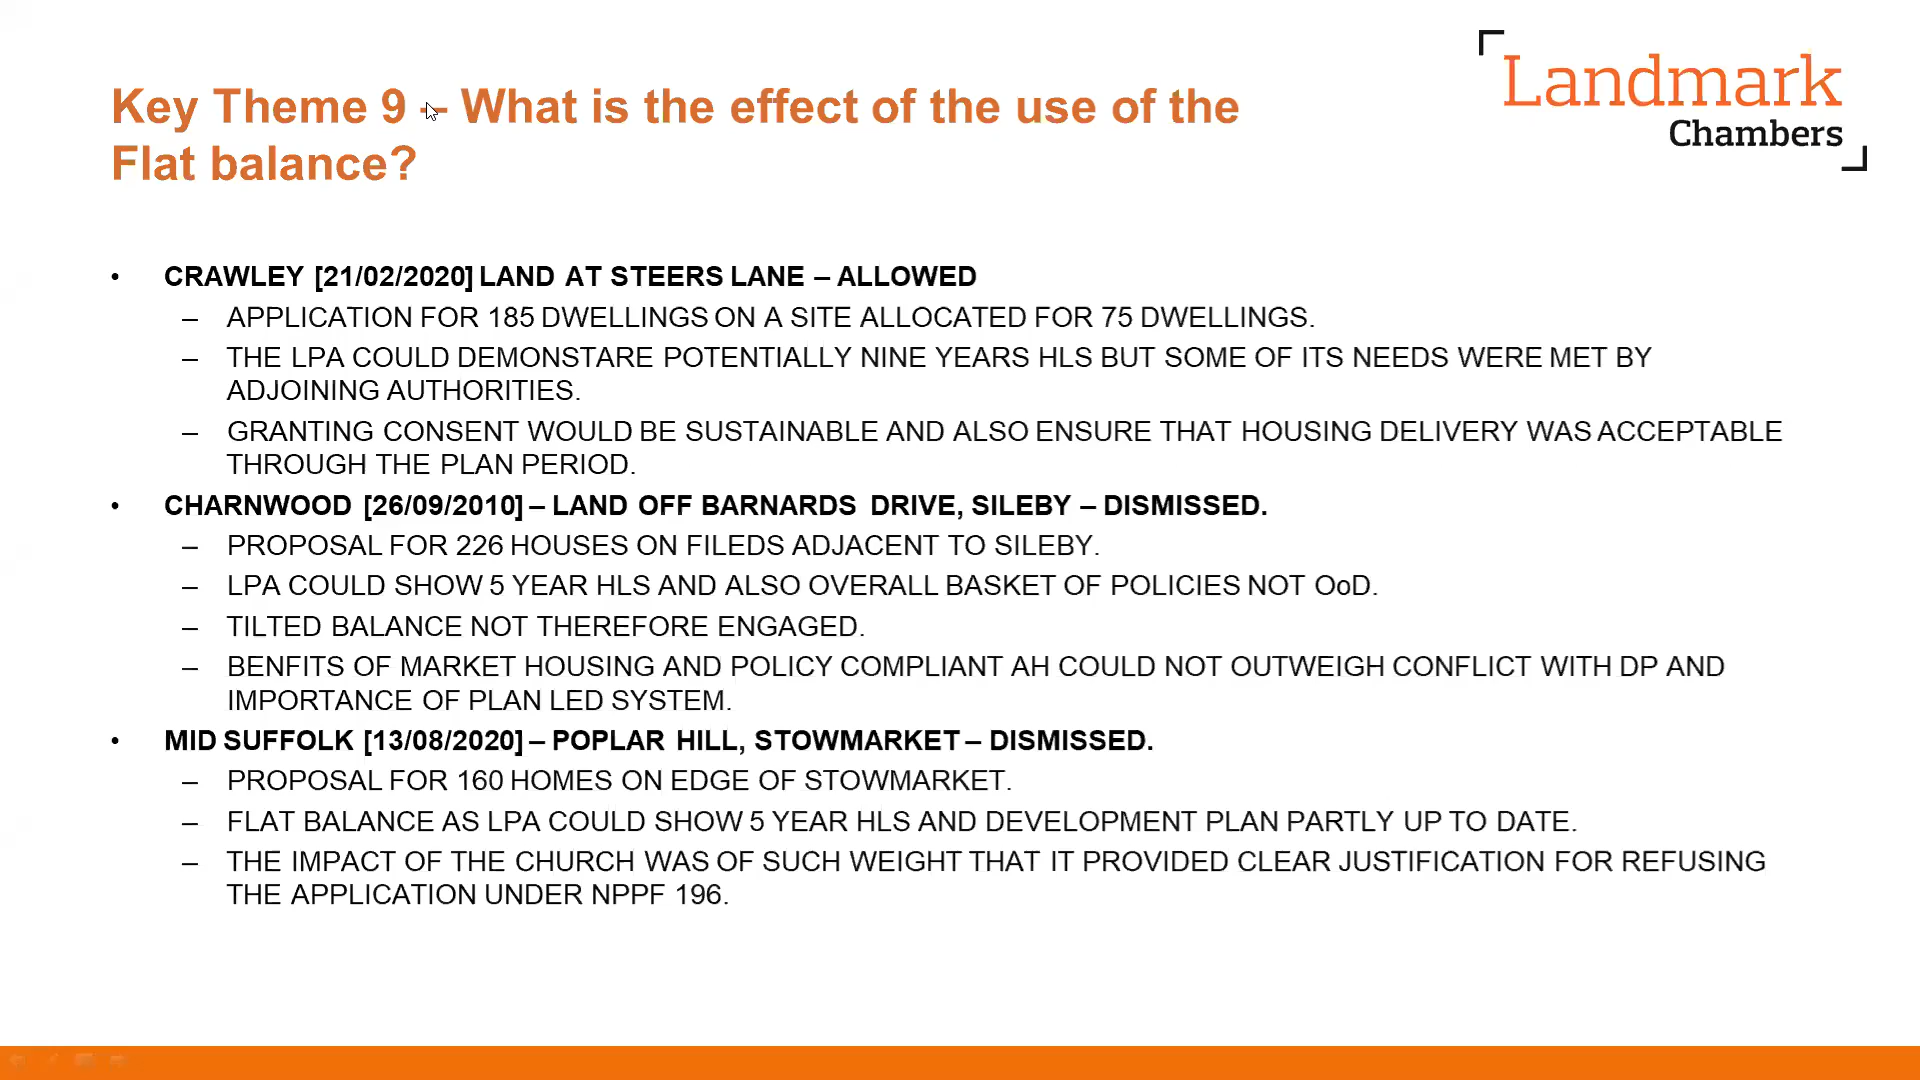 Landmark
Chambers
Key Theme 9 – What is the effect of the use of the
Flat balance?
• CRAWLEY [21/02/2020] LAND AT STEERS LANE – ALLOWED
– APPLICATION FOR 185 DWELLINGS ON A SITE ALLOCATED FOR 75 DWELLINGS.
– THE LPA COULD DEMONSTARE POTENTIALLY NINE YEARS HLS BUT SOME OF ITS NEEDS WERE MET BY
ADJOINING AUTHORITIES.
– GRANTING CONSENT WOULD BE SUSTAINABLE AND ALSO ENSURE THAT HOUSING DELIVERY WAS ACCEPTABLE
THROUGH THE PLAN PERIOD.
• CHARNWOOD [26/09/2010] – LAND OFF BARNARDS DRIVE, SILEBY – DISMISSED.
– PROPOSAL FOR 226 HOUSES ON FILEDS ADJACENT TO SILEBY.
– LPA COULD SHOW 5 YEAR HLS AND ALSO OVERALL BASKET OF POLICIES NOT OoD.
– TILTED BALANCE NOT THEREFORE ENGAGED.
– BENFITS OF MARKET HOUSING AND POLICY COMPLIANT AH COULD NOT OUTWEIGH CONFLICT WITH DP AND
IMPORTANCE OF PLAN LED SYSTEM.
• MID SUFFOLK [13/08/2020] – POPLAR HILL, STOWMARKET – DISMISSED.
– PROPOSAL FOR 160 HOMES ON EDGE OF STOWMARKET.
– FLAT BALANCE AS LPA COULD SHOW 5 YEAR HLS AND DEVELOPMENT PLAN PARTLY UP TO DATE.
– THE IMPACT OF THE CHURCH WAS OF SUCH WEIGHT THAT IT PROVIDED CLEAR JUSTIFICATION FOR REFUSING
THE APPLICATION UNDER NPPF 196.